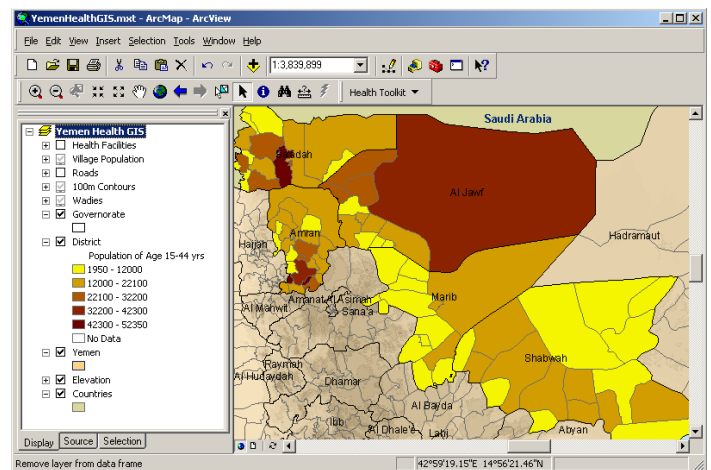 YemenHealthGIS.mxt - ArcMap - ArcView
File Edit View Insert Selection Tools Window Help
1:3,839,899
Health Toolkit
Yemen Health GIS
Health Facilities
Village Population
Roads
100m Contours
Wadies
Governorate
District
Population of Age 15-44 yrs
1950 - 12000
12000 - 22100
22100 - 32200
32200 - 42300
42300 - 52350
No Data
Yemen
Elevation
Countries
Display Source Selection
Saudi Arabia
Al Jawf
Amran
Hajjah
Hadramaut
Marib
Amanat Al Asimah
Al Mahwit
Sana'a
Shabwah
Raymah
Al Hudaydah
Dhamar
Al Bayda
Ibb
Al Dhale'e
Lahj
Abyan
Remove layer from data frame
42°59'19.15"E 14°56'21.46"N